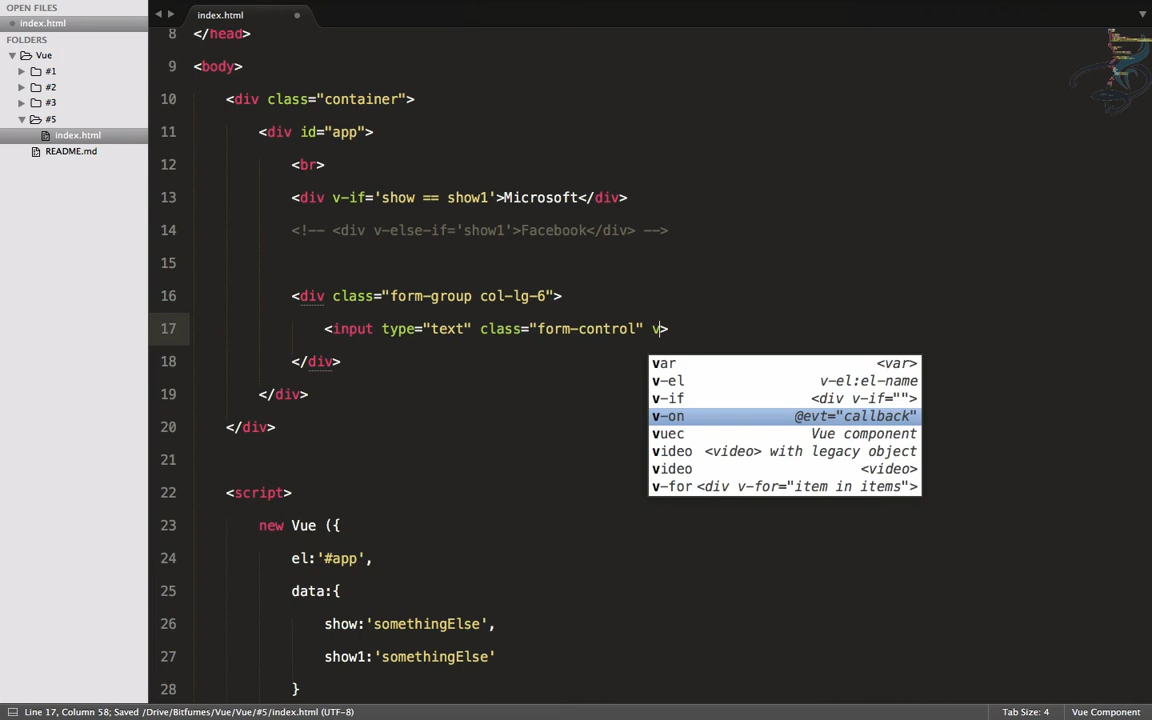 OPEN FILES
index.html
FOLDERS
Vue
#1
#2
#3
#5
index.html
README.md
index.html
8 </head>
9 <body>
10 <div class="container">
11 <div id="app">
12 <br>
13 <div v-if='show == show1'>Microsoft</div>
14 <!-- <div v-else-if='show1'>Facebook</div> -->
15
16 <div class="form-group col-lg-6">
17 <input type="text" class="form-control" v>
18 </div>
19 </div>
20 </div>
21
22 <script>
23 new Vue ({
24 el:'#app',
25 data:{
26 show:'somethingElse',
27 show1:'somethingElse'
28 }
var <var>
v-el v-el:el-name
v-if <div v-if="">
v-on @evt="callback"
vuec Vue component
video <video> with legacy object
video <video>
v-for <div v-for="item in items">
Line 17, Column 58; Saved /Drive/Bitfumes/Vue/Vue/#5/index.html (UTF-8)
Tab Size: 4
Vue Component